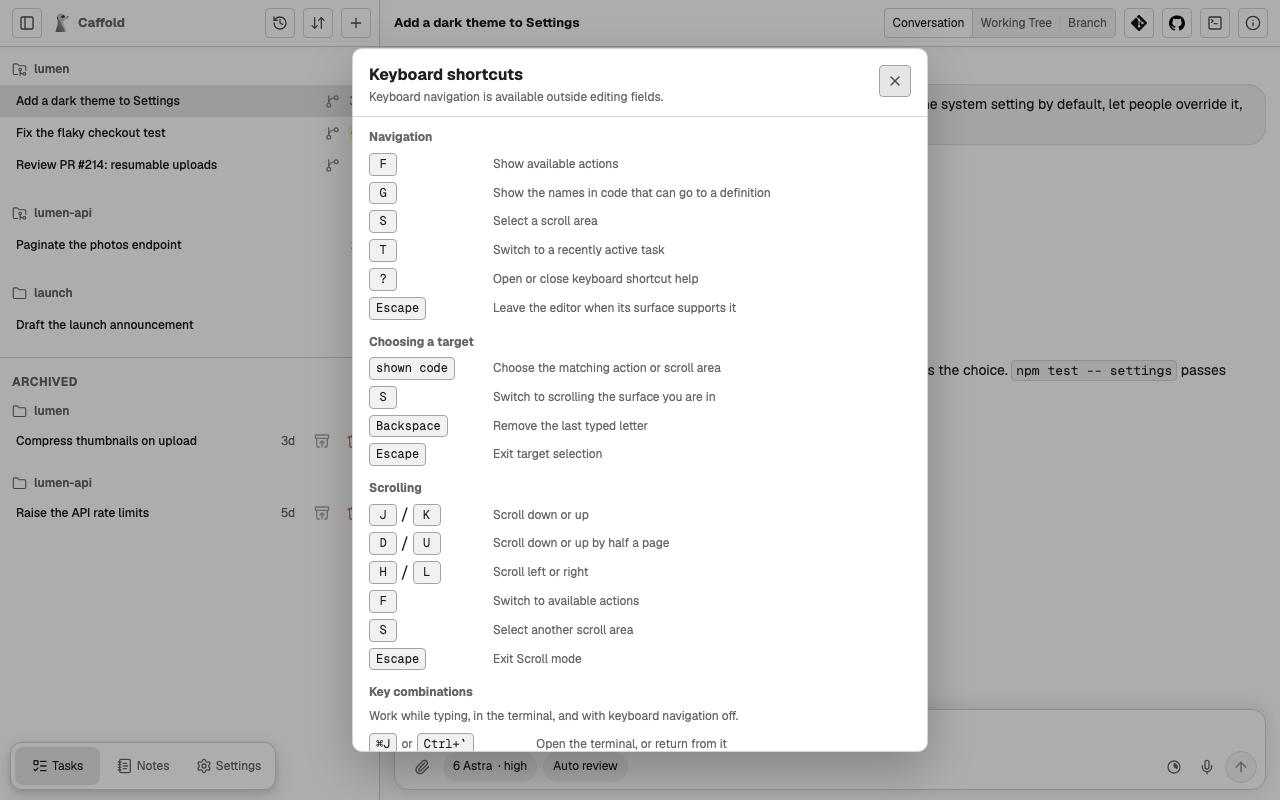 Caffold
Add a dark theme to Settings
Conversation
Working Tree
Branch
lumen
Add a dark theme to Settings
Fix the flaky checkout test
Review PR #214: resumable uploads
lumen-api
Paginate the photos endpoint
launch
Draft the launch announcement
ARCHIVED
lumen
Compress thumbnails on upload 3d
lumen-api
Raise the API rate limits 5d
Tasks
Notes
Settings
system setting by default, let people override it,
s the choice. npm test -- settings passes
6 Astra · high
Auto review
Keyboard shortcuts
Keyboard navigation is available outside editing fields.
Navigation
F Show available actions
G Show the names in code that can go to a definition
S Select a scroll area
T Switch to a recently active task
? Open or close keyboard shortcut help
Escape Leave the editor when its surface supports it
Choosing a target
shown code Choose the matching action or scroll area
S Switch to scrolling the surface you are in
Backspace Remove the last typed letter
Escape Exit target selection
Scrolling
J / K Scroll down or up
D / U Scroll down or up by half a page
H / L Scroll left or right
F Switch to available actions
S Select another scroll area
Escape Exit Scroll mode
Key combinations
Work while typing, in the terminal, and with keyboard navigation off.
⌘J or Ctrl+` Open the terminal, or return from it